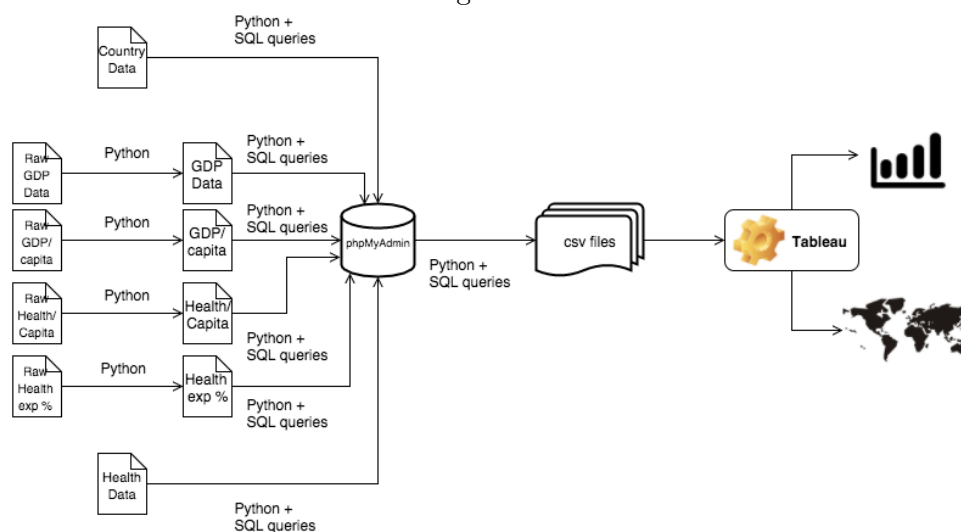 Python +
SQL queries
Country
Data
Raw
GDP
Data
Python
GDP
Data
Python +
SQL queries
Raw
GDP/
capita
Python
GDP/
capita
Python +
SQL queries
phpMyAdmin
Python +
SQL queries
csv files
Tableau
Raw
Health/
Capita
Python
Health/
Capita
Python +
SQL queries
Raw
Health
exp %
Python
Health
exp %
Python +
SQL queries
Health
Data
Python +
SQL queries